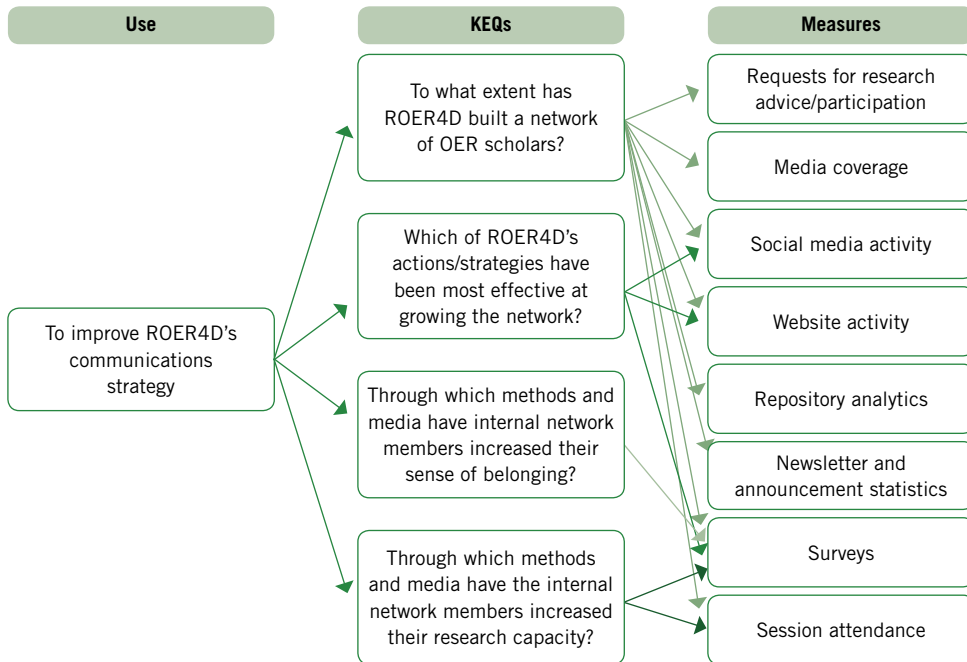 Use
KEQs
Measures
To improve ROER4D’s
communications
strategy
To what extent has
ROER4D built a network
of OER scholars?
Which of ROER4D’s
actions/strategies have
been most effective at
growing the network?
Through which methods and
media have internal network
members increased their
sense of belonging?
Through which methods
and media have the internal
network members increased
their research capacity?
Requests for research
advice/participation
Media coverage
Social media activity
Website activity
Repository analytics
Newsletter and
announcement statistics
Surveys
Session attendance